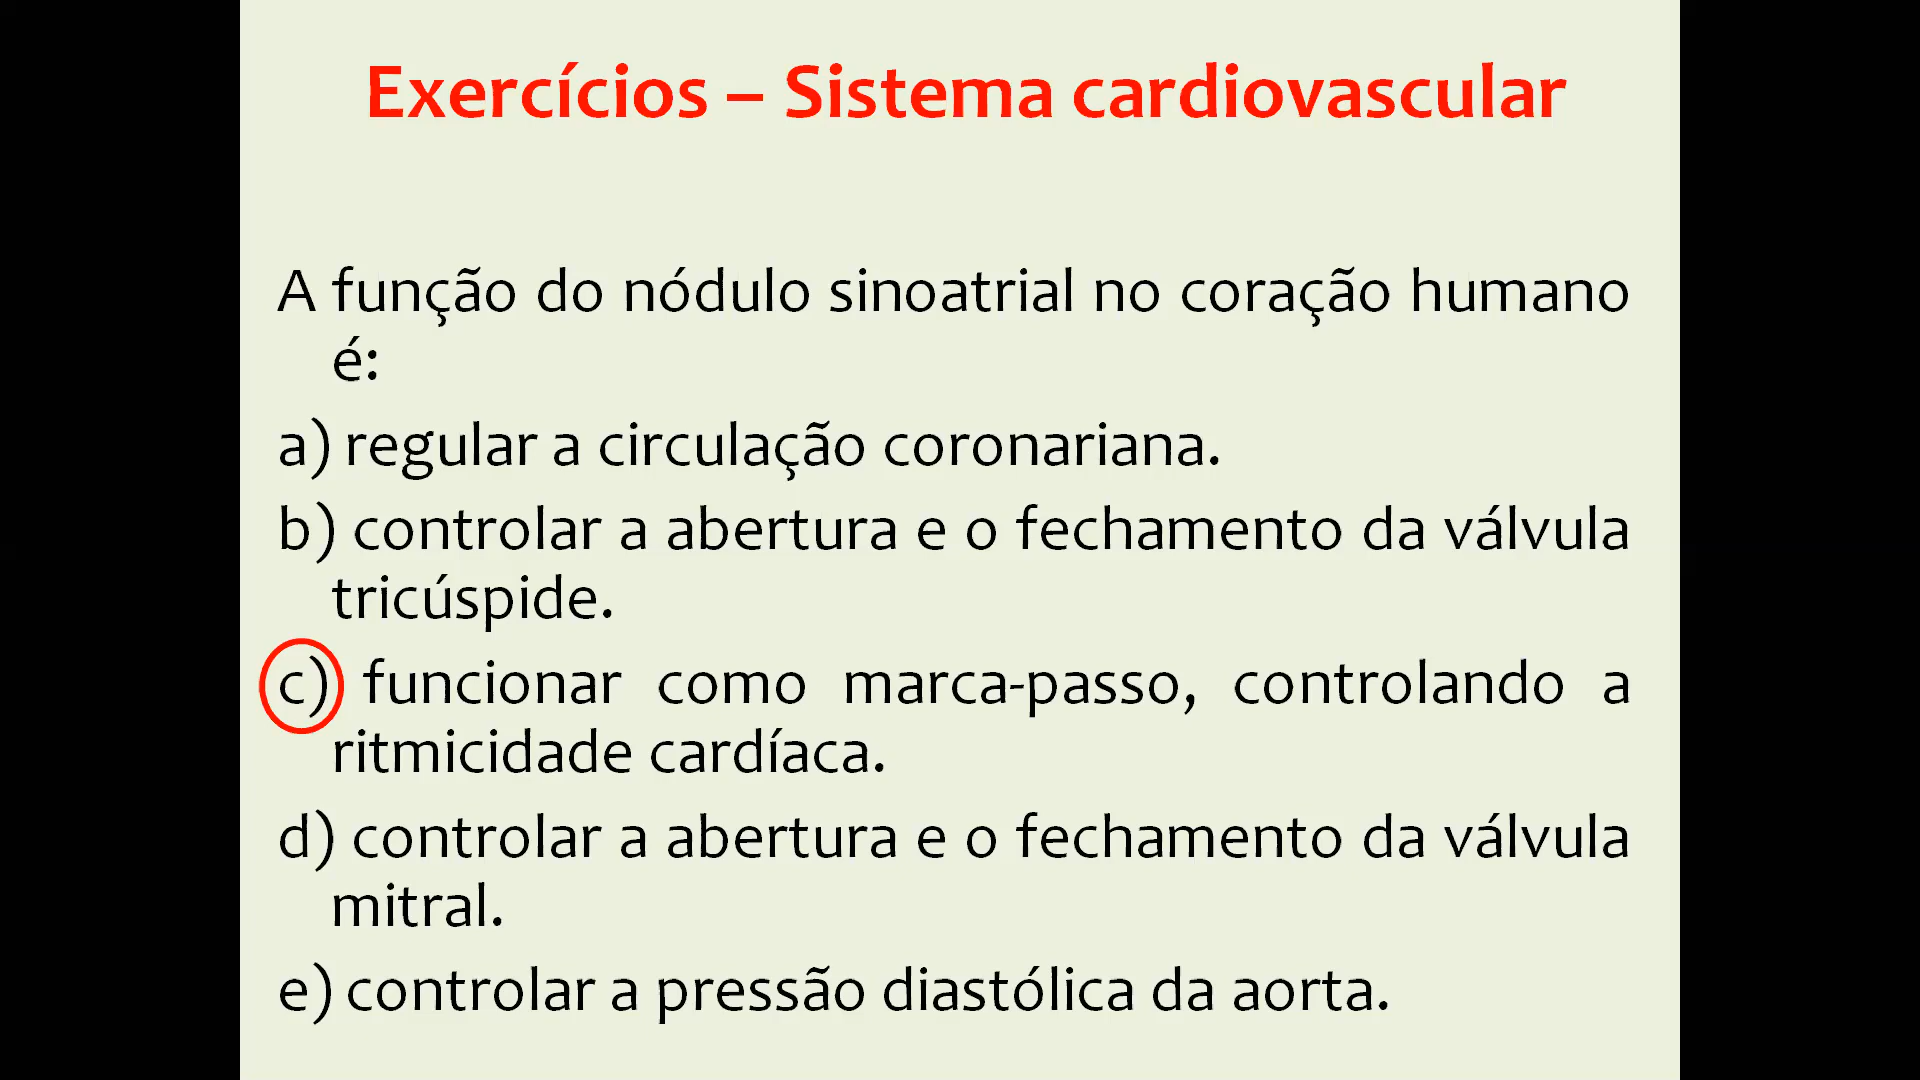 Exercícios – Sistema cardiovascular
A função do nódulo sinoatrial no coração humano
é:
a) regular a circulação coronariana.
b) controlar a abertura e o fechamento da válvula
tricúspide.
c) funcionar como marca-passo, controlando a
ritmicidade cardíaca.
d) controlar a abertura e o fechamento da válvula
mitral.
e) controlar a pressão diastólica da aorta.